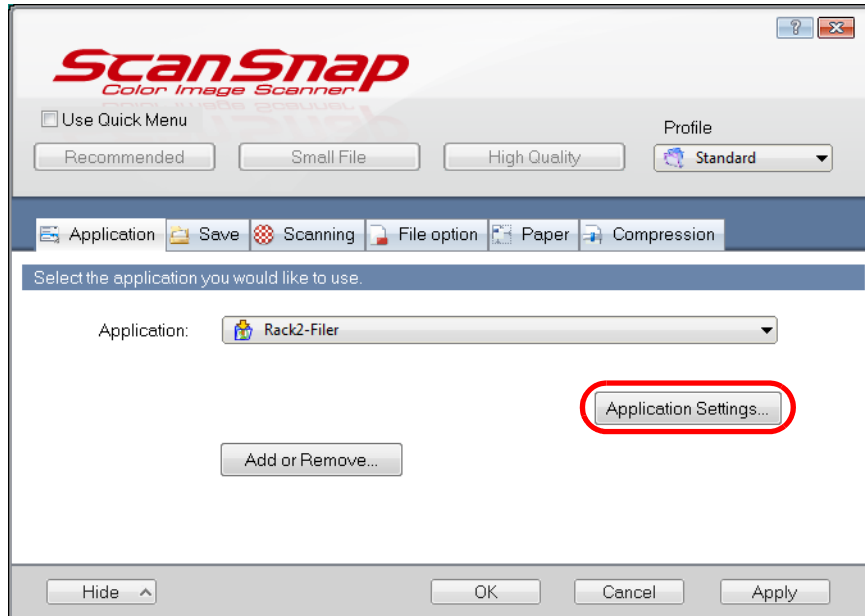 ScanSnap
Color Image Scanner
Use Quick Menu
Profile
Recommended Small File High Quality Standard
Application Save Scanning File option Paper Compression
Select the application you would like to use.
Application: Rack2-Filer
Application Settings...
Add or Remove...
Hide OK Cancel Apply